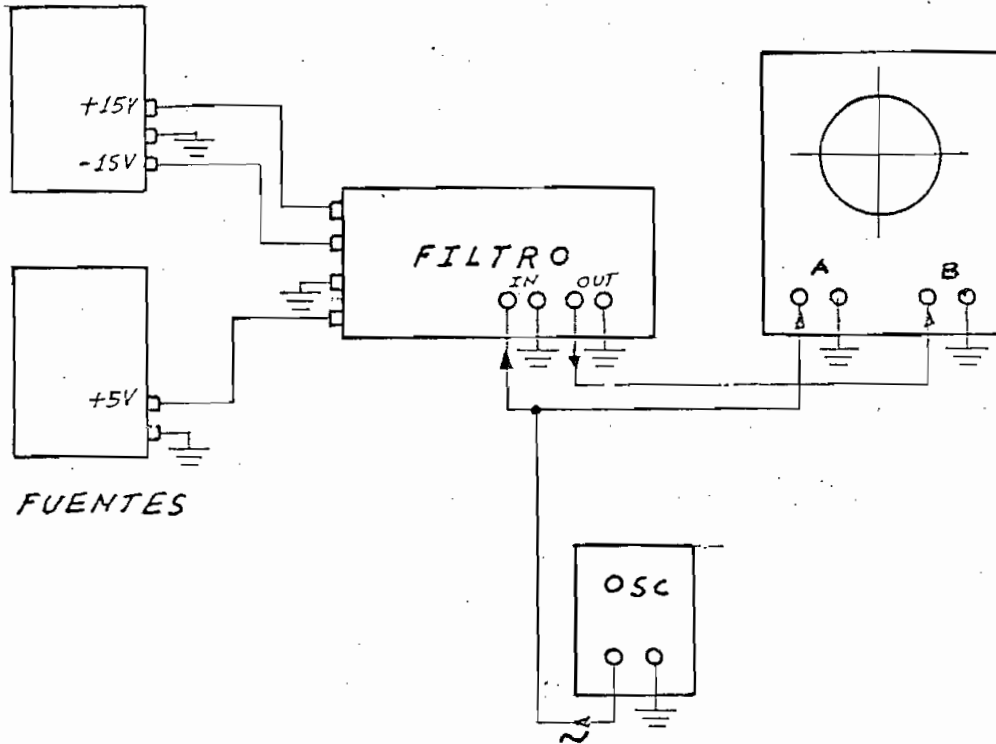 +15V
-15V
FILTRO
IN
OUT
A
B
+5V
FUENTES
OSC
~